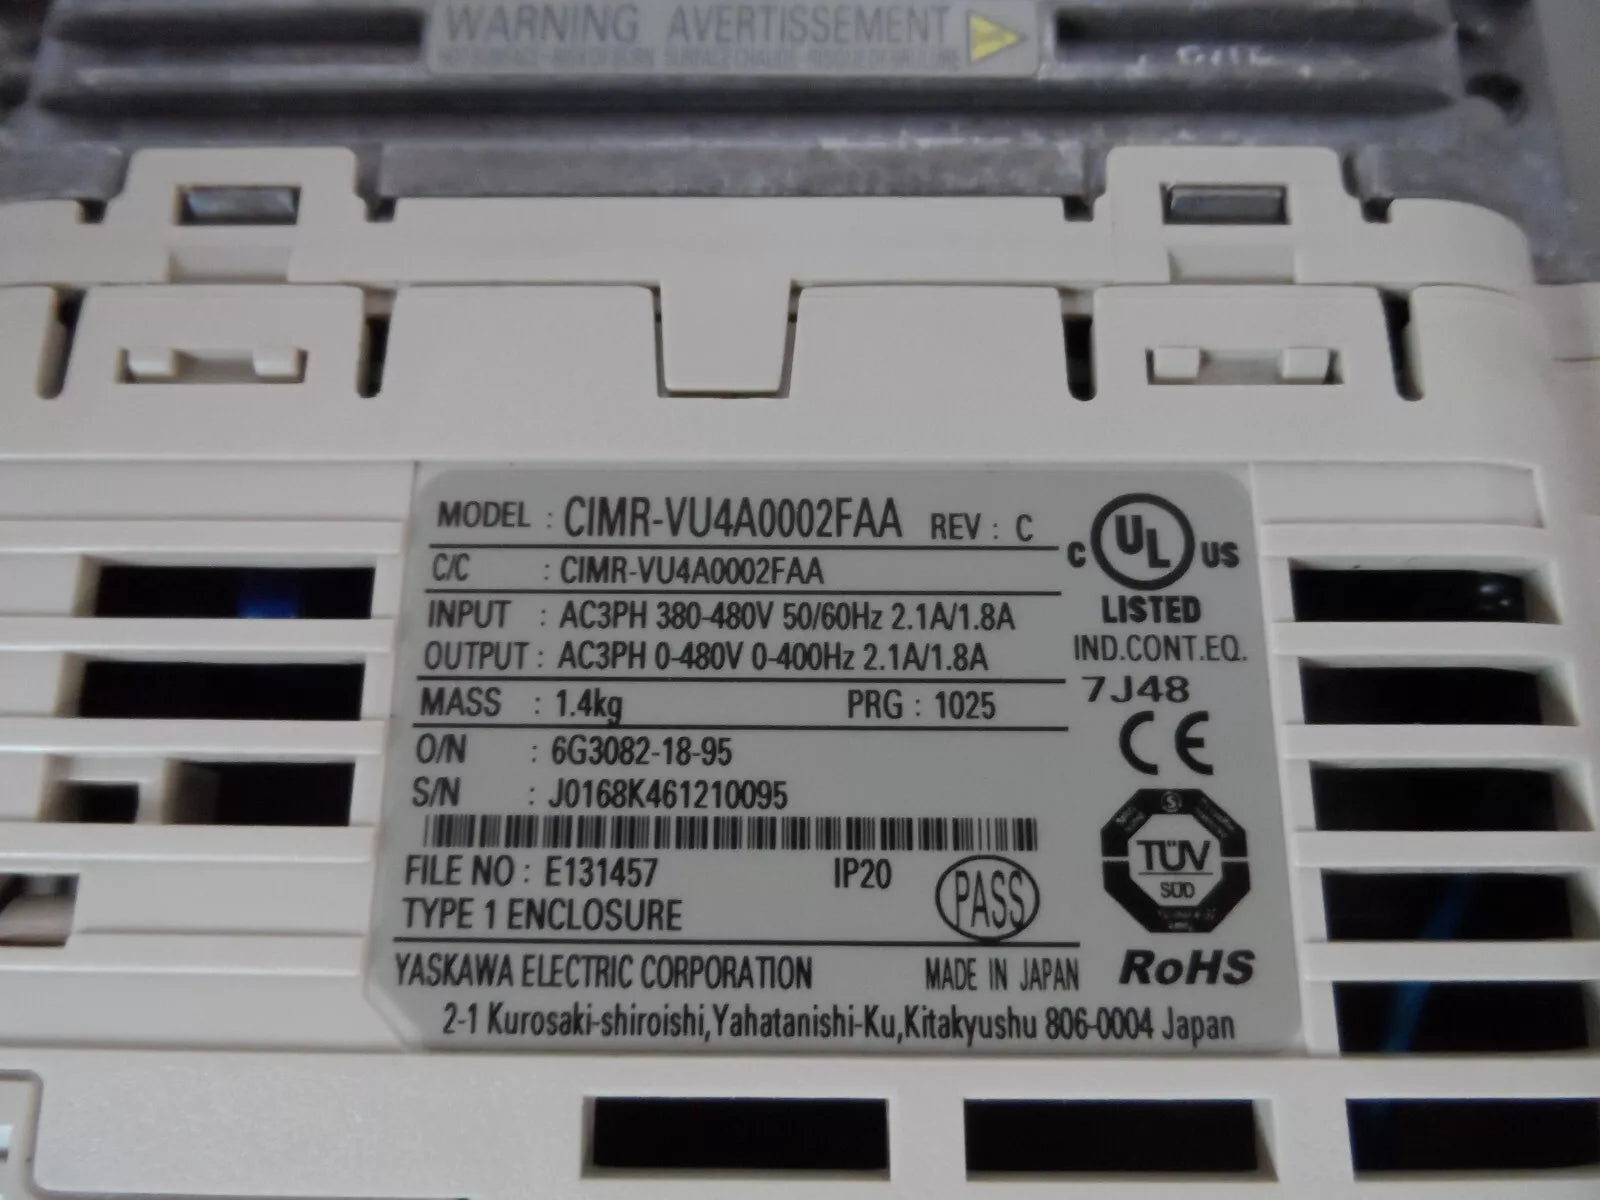 WARNING AVERTISSEMENT
MODEL : CIMR-VU4A0002FAA REV : C
C/C : CIMR-VU4A0002FAA
INPUT : AC3PH 380-480V 50/60Hz 2.1A/1.8A
OUTPUT : AC3PH 0-480V 0-400Hz 2.1A/1.8A
MASS : 1.4kg PRG : 1025
O/N : 6G3082-18-95
S/N : J0168K461210095
FILE NO : E131457 IP20
TYPE 1 ENCLOSURE
PASS
YASKAWA ELECTRIC CORPORATION MADE IN JAPAN
2-1 Kurosaki-shiroishi,Yahatanishi-Ku,Kitakyushu 806-0004 Japan
C UL US
LISTED
IND.CONT.EQ.
7J48
CE
TÜV
SÜD
RoHS